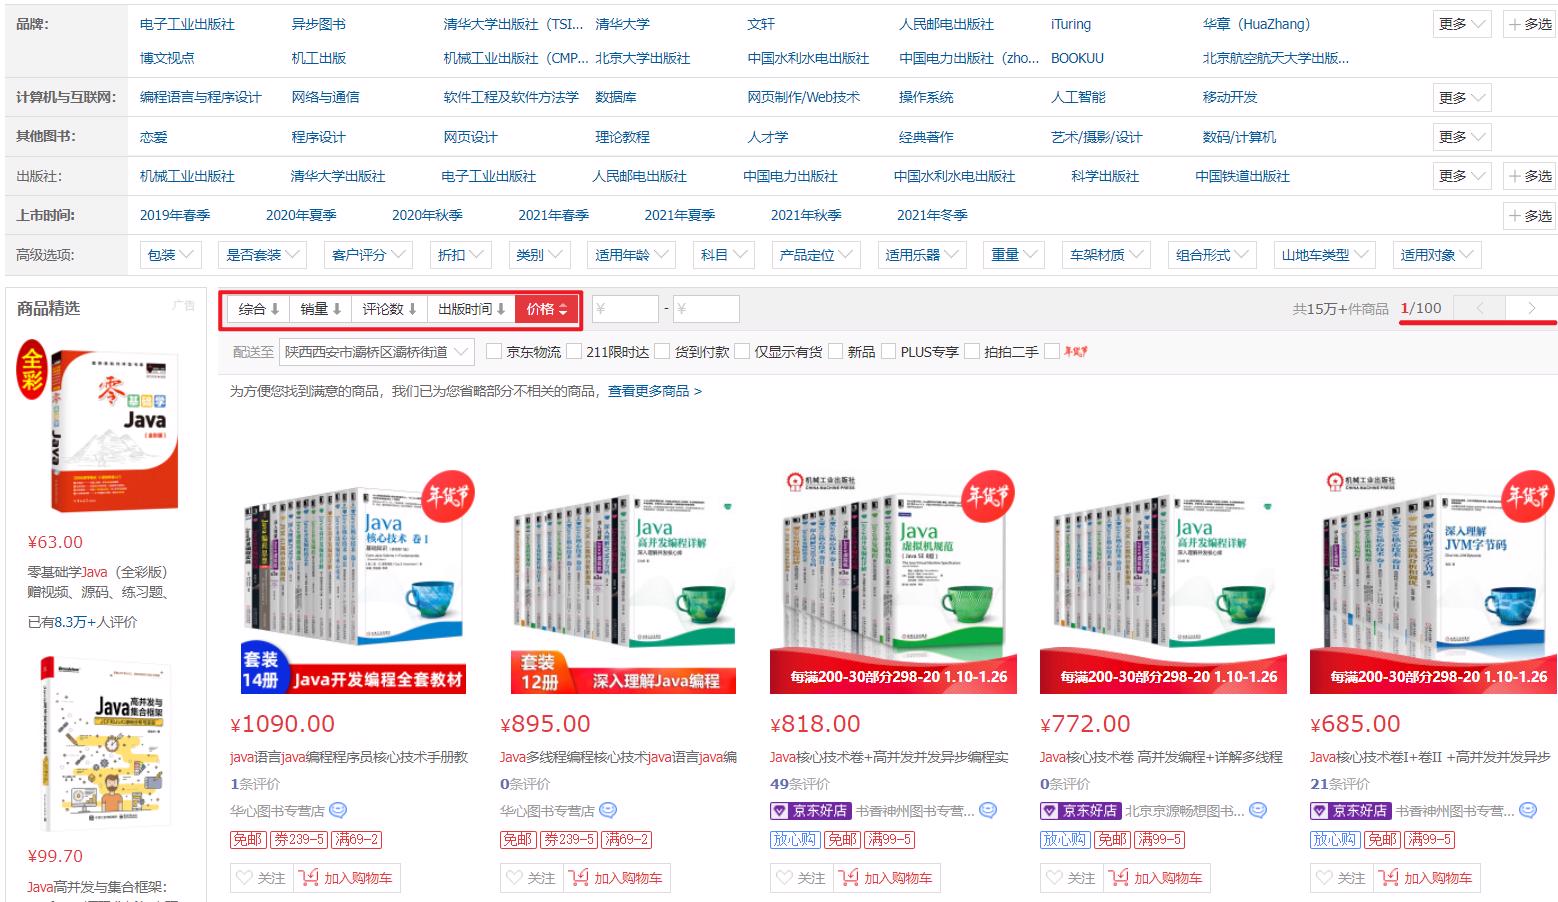 品牌： 电子工业出版社 异步图书 清华大学出版社（TSI... 清华大学 文轩 人民邮电出版社 iTuring 华章（HuaZhang） 更多 十多选
博文视点 机工出版 机械工业出版社（CMP... 北京大学出版社 中国水利水电出版社 中国电力出版社（zho... BOOKUU 北京航空航天大学出版...
计算机与互联网： 编程语言与程序设计 网络与通信 软件工程及软件方法学 数据库 网页制作/Web技术 操作系统 人工智能 移动开发 更多
其他图书： 恋爱 程序设计 网页设计 理论教程 人才学 经典著作 艺术/摄影/设计 数码/计算机 更多
出版社： 机械工业出版社 清华大学出版社 电子工业出版社 人民邮电出版社 中国电力出版社 中国水利水电出版社 科学出版社 中国铁道出版社 更多 十多选
上市时间： 2019年春季 2020年夏季 2020年秋季 2021年春季 2021年夏季 2021年秋季 2021年冬季 十多选
高级选项： 包装 是否套装 客户评分 折扣 类别 适用年龄 科目 产品定位 适用乐器 重量 车架材质 组合形式 山地车类型 适用对象
商品精选 广告
综合 销量 评论数 出版时间 价格 ¥ - ¥ 共15万+件商品 1/100 < >
配送至 陕西西安市灞桥区灞桥街道 京东物流 211限时达 货到付款 仅显示有货 新品 PLUS专享 拍拍二手 年货节
为方便您找到满意的商品，我们已为您省略部分不相关的商品，查看更多商品 >
全彩
零基础学
Java
（全彩版）
¥63.00
零基础学Java（全彩版）
赠视频、源码、练习题、
已有8.3万+人评价
Java高并发与集合框架
¥99.70
Java高并发与集合框架：
年货节
Java
核心技术 卷I
套装
14册
Java开发编程全套教材
¥1090.00
java语言java编程程序员核心技术手册教
1条评价
华心图书专营店
免邮 券239-5 满69-2
关注 加入购物车
Java
高并发编程详解
套装
12册
深入理解Java编程
¥895.00
Java多线程编程核心技术java语言java编
0条评价
华心图书专营店
免邮 券239-5 满69-2
关注 加入购物车
机械工业出版社
CHINA MACHINE PRESS
年货节
Java
虚拟机规范
每满200-30部分298-20 1.10-1.26
¥818.00
Java核心技术卷+高并发并发异步编程实
49条评价
京东好店 书香神州图书专营...
放心购 免邮 满99-5
关注 加入购物车
Java
高并发编程详解
每满200-30部分298-20 1.10-1.26
¥772.00
Java核心技术卷 高并发编程+详解多线程
0条评价
京东好店 北京京源畅想图书...
放心购 免邮 满99-5
关注 加入购物车
机械工业出版社
CHINA MACHINE PRESS
年货节
深入理解
JVM字节码
每满200-30部分298-20 1.10-1.26
¥685.00
Java核心技术卷I+卷II +高并发并发异步
21条评价
京东好店 书香神州图书专营...
放心购 免邮 满99-5
关注 加入购物车